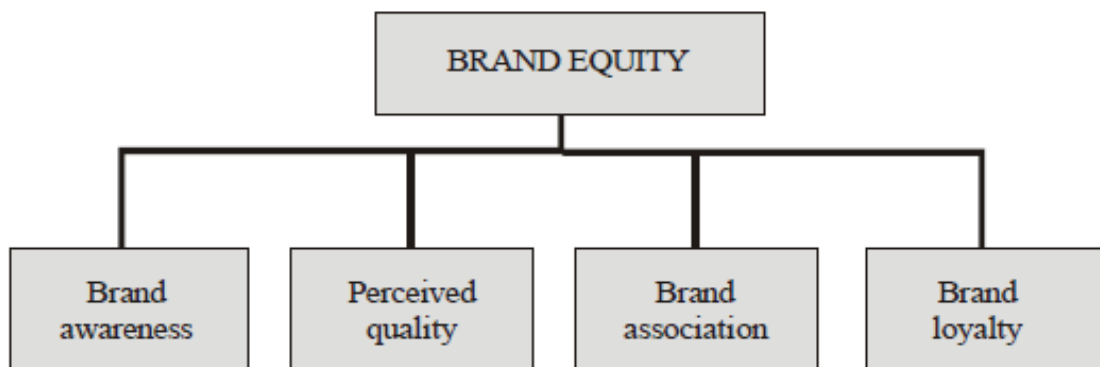 BRAND EQUITY
Brand
awareness
Perceived
quality
Brand
association
Brand
loyalty